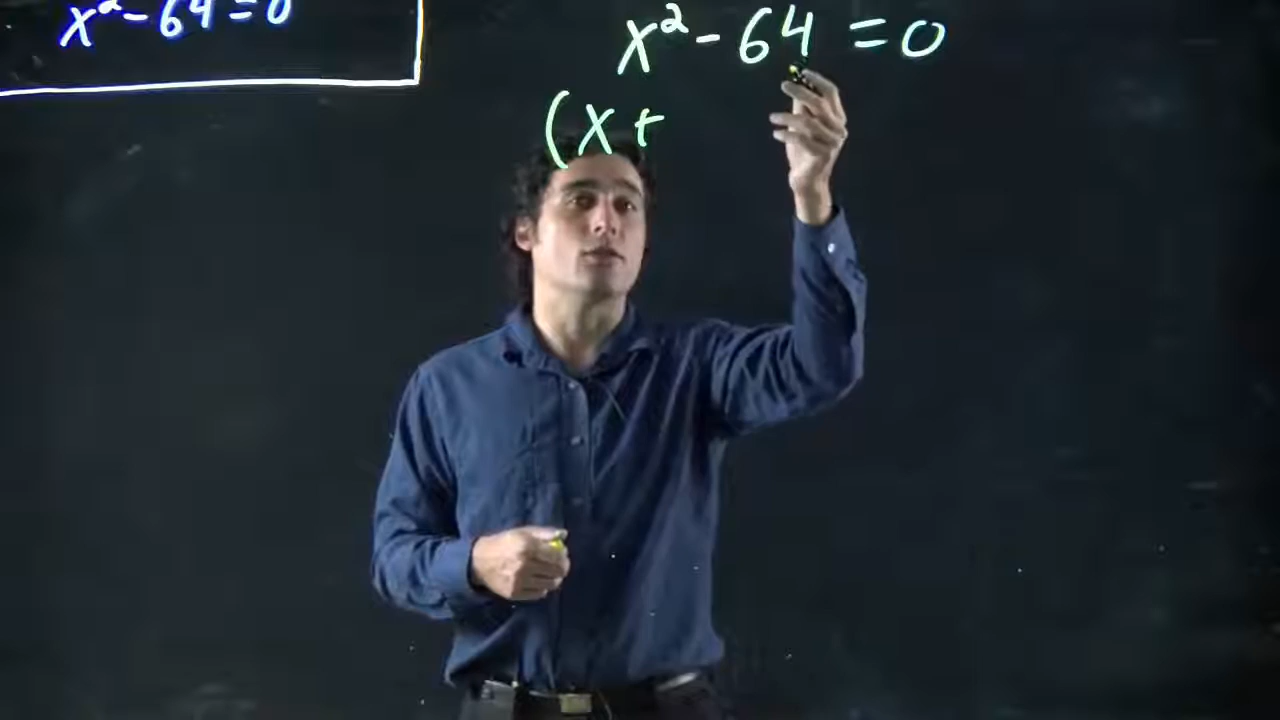 x² - 64 = 0
x² - 64 = 0
(x +